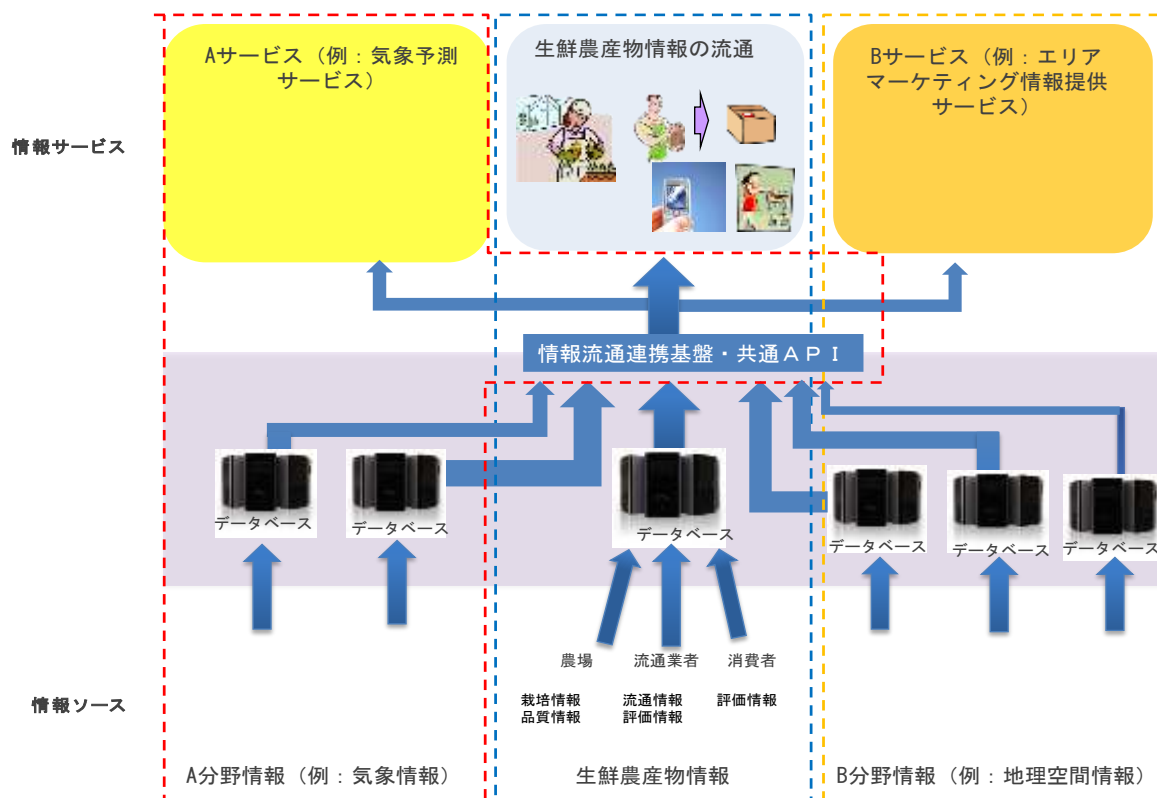 Aサービス（例：気象予測
サービス）
生鮮農産物情報の流通
Bサービス（例：エリア
マーケティング情報提供
サービス）
情報サービス
情報流通連携基盤・共通ＡＰＩ
データベース
データベース
データベース
データベース
データベース
データベース
農場
流通業者
消費者
栽培情報
品質情報
流通情報
評価情報
評価情報
情報ソース
A分野情報（例：気象情報）
生鮮農産物情報
B分野情報（例：地理空間情報）